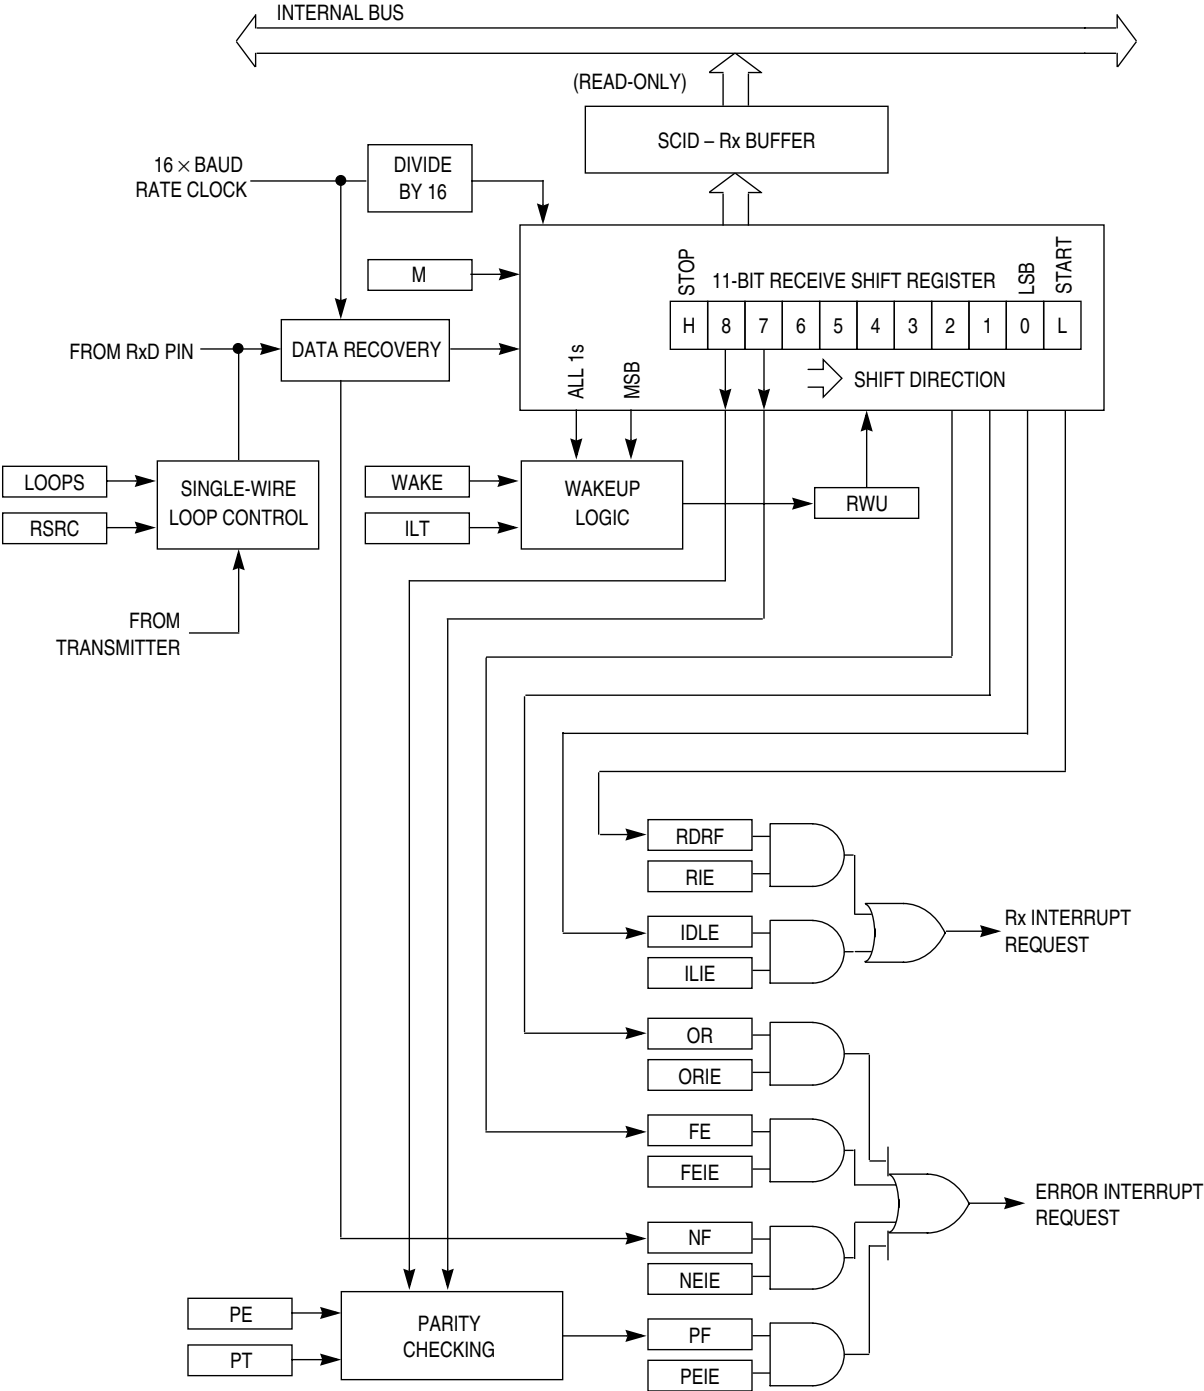 INTERNAL BUS
(READ-ONLY)
SCID – Rx BUFFER
16 × BAUD
RATE CLOCK
DIVIDE
BY 16
M
STOP
11-BIT RECEIVE SHIFT REGISTER
LSB
START
H 8 7 6 5 4 3 2 1 0 L
FROM RxD PIN
DATA RECOVERY
ALL 1s
MSB
SHIFT DIRECTION
LOOPS
RSRC
SINGLE-WIRE
LOOP CONTROL
WAKE
ILT
WAKEUP
LOGIC
RWU
FROM
TRANSMITTER
RDRF
RIE
IDLE
ILIE
Rx INTERRUPT
REQUEST
OR
ORIE
FE
FEIE
ERROR INTERRUPT
REQUEST
NF
NEIE
PE
PT
PARITY
CHECKING
PF
PEIE